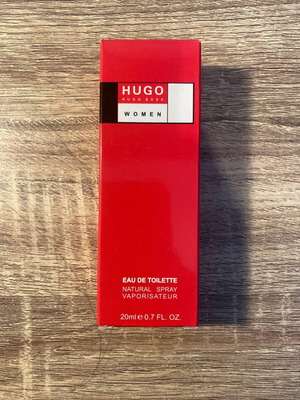 HUGO
HUGO BOSS
WOMEN
EAU DE TOILETTE
NATURAL SPRAY
VAPORISATEUR
20ml ℮ 0.7 FL. OZ.